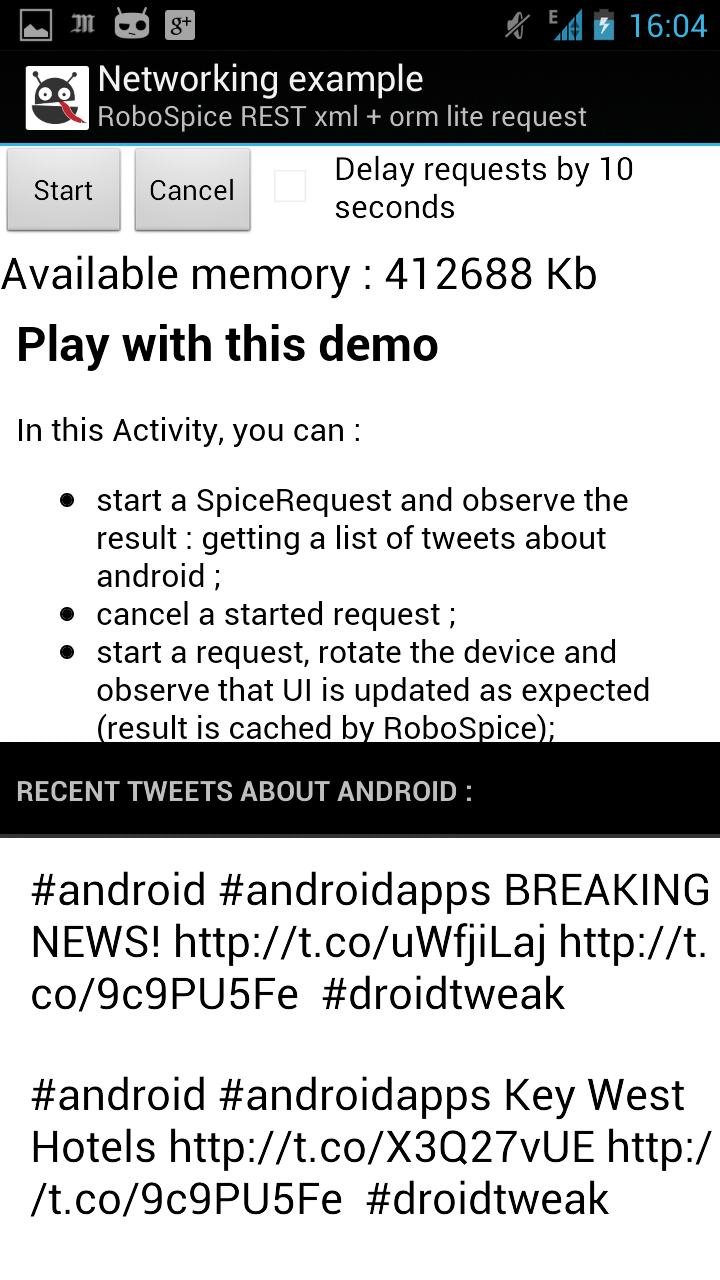 E 16:04
Networking example
RoboSpice REST xml + orm lite request
Start Cancel Delay requests by 10
seconds
Available memory : 412688 Kb
Play with this demo
In this Activity, you can :
start a SpiceRequest and observe the
result : getting a list of tweets about
android ;
cancel a started request ;
start a request, rotate the device and
observe that UI is updated as expected
(result is cached by RoboSpice);
RECENT TWEETS ABOUT ANDROID :
#android #androidapps BREAKING
NEWS! http://t.co/uWfjiLaj http://t.
co/9c9PU5Fe  #droidtweak
#android #androidapps Key West
Hotels http://t.co/X3Q27vUE http:/
/t.co/9c9PU5Fe  #droidtweak